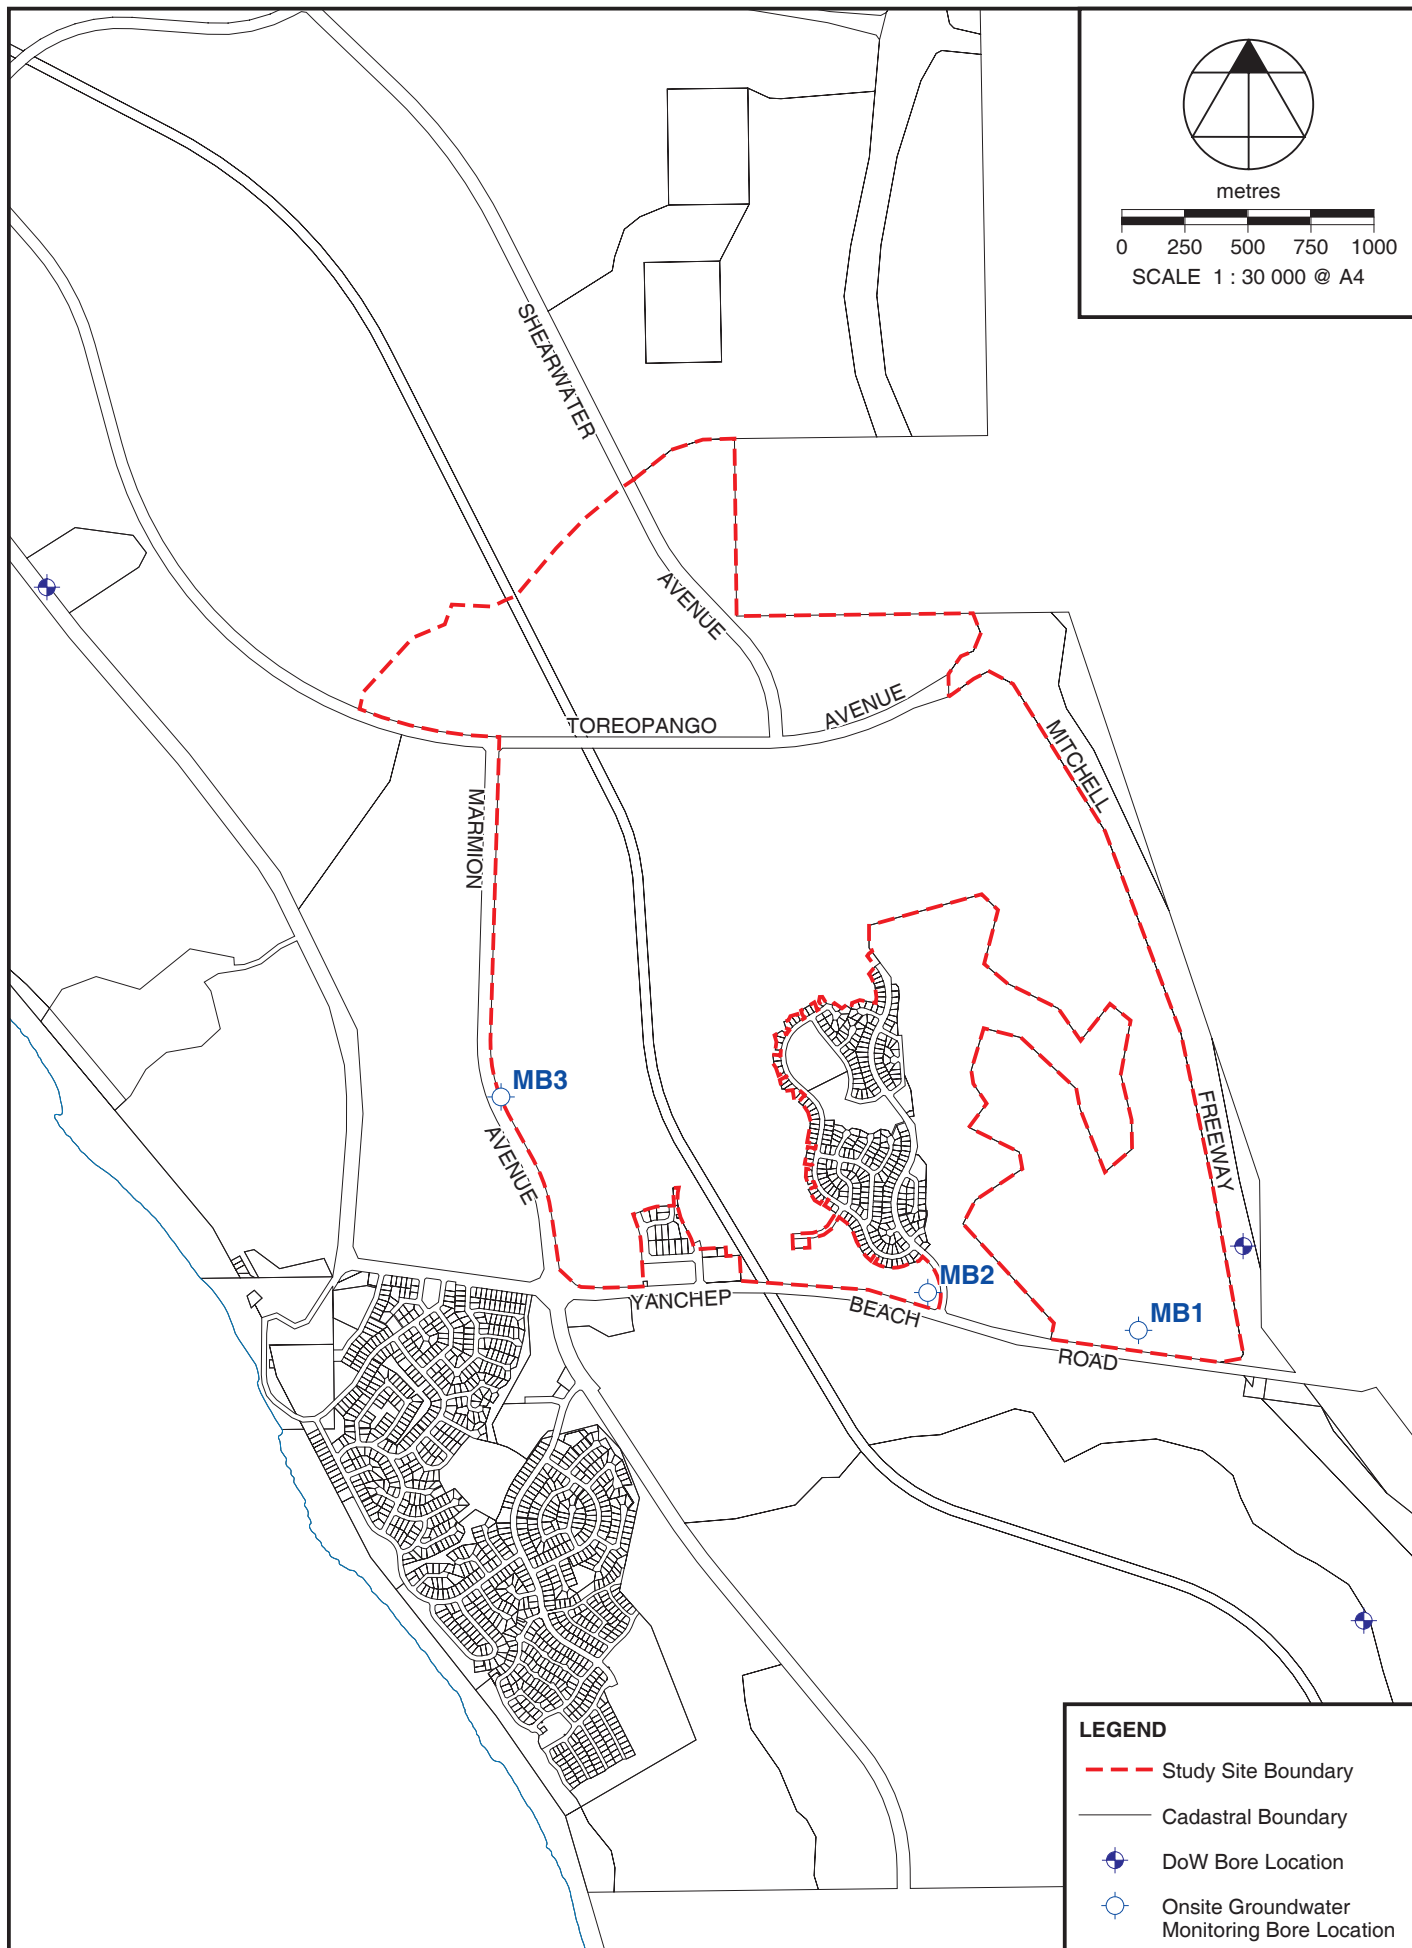 metres
0 250 500 750 1000
SCALE 1 : 30 000 @ A4
SHEARWATER
AVENUE
TOREOPANGO
AVENUE
MITCHELL
MARMION
MB3
AVENUE
FREEWAY
MB2
YANCHEP
BEACH
MB1
ROAD
LEGEND
Study Site Boundary
Cadastral Boundary
DoW Bore Location
Onsite Groundwater
Monitoring Bore Location